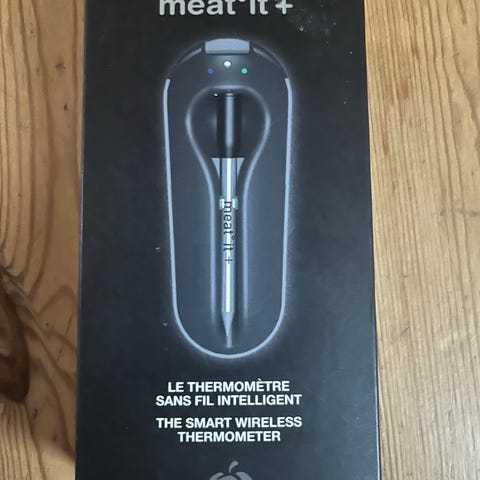 meat°it+
meat°it+
LE THERMOMÈTRE
SANS FIL INTELLIGENT
THE SMART WIRELESS
THERMOMETER